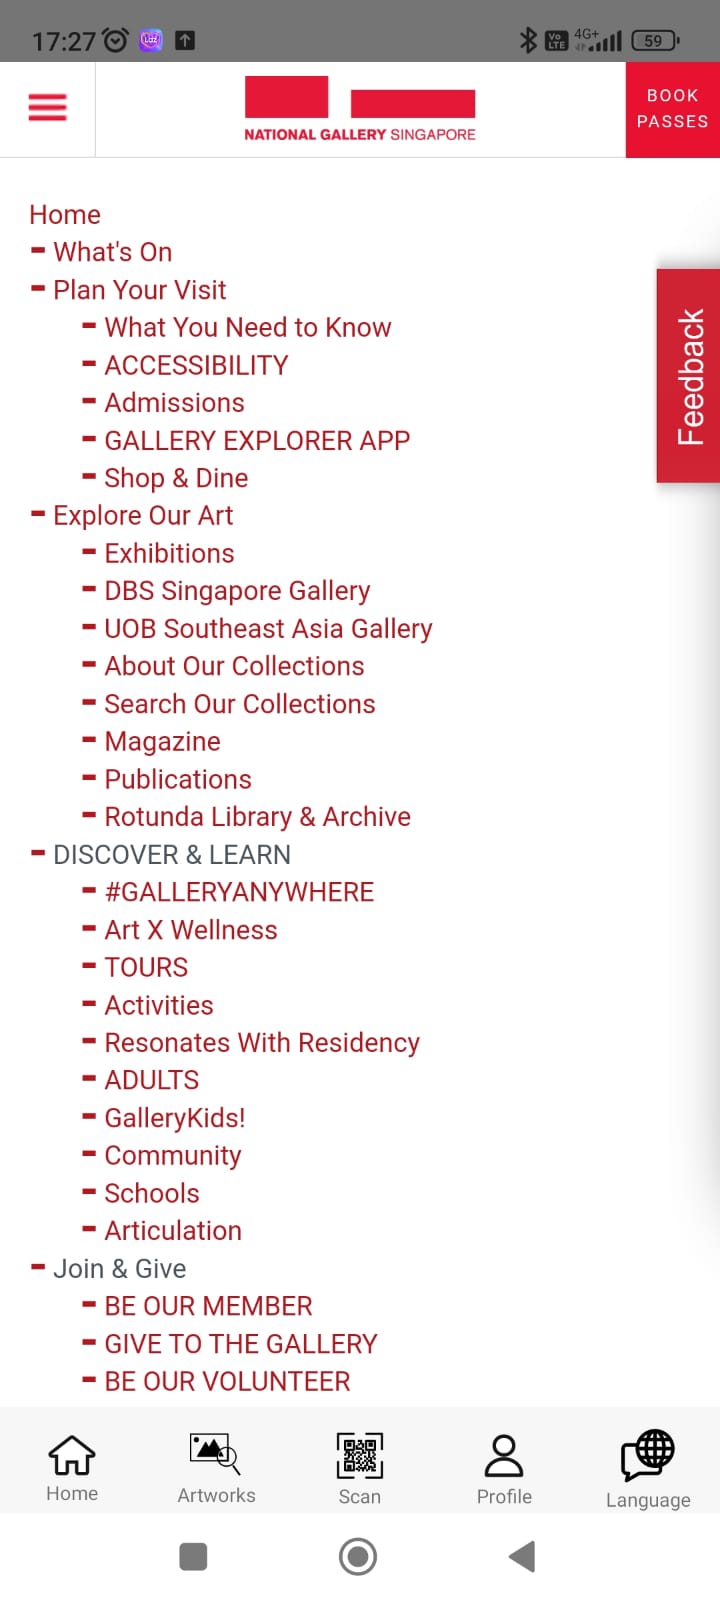 17:27
Vo LTE 4G+ 59
NATIONAL GALLERY SINGAPORE
BOOK
PASSES
Home
What's On
Plan Your Visit
What You Need to Know
ACCESSIBILITY
Admissions
GALLERY EXPLORER APP
Shop & Dine
Feedback
Explore Our Art
Exhibitions
DBS Singapore Gallery
UOB Southeast Asia Gallery
About Our Collections
Search Our Collections
Magazine
Publications
Rotunda Library & Archive
DISCOVER & LEARN
#GALLERYANYWHERE
Art X Wellness
TOURS
Activities
Resonates With Residency
ADULTS
GalleryKids!
Community
Schools
Articulation
Join & Give
BE OUR MEMBER
GIVE TO THE GALLERY
BE OUR VOLUNTEER
Home
Artworks
Scan
Profile
Language